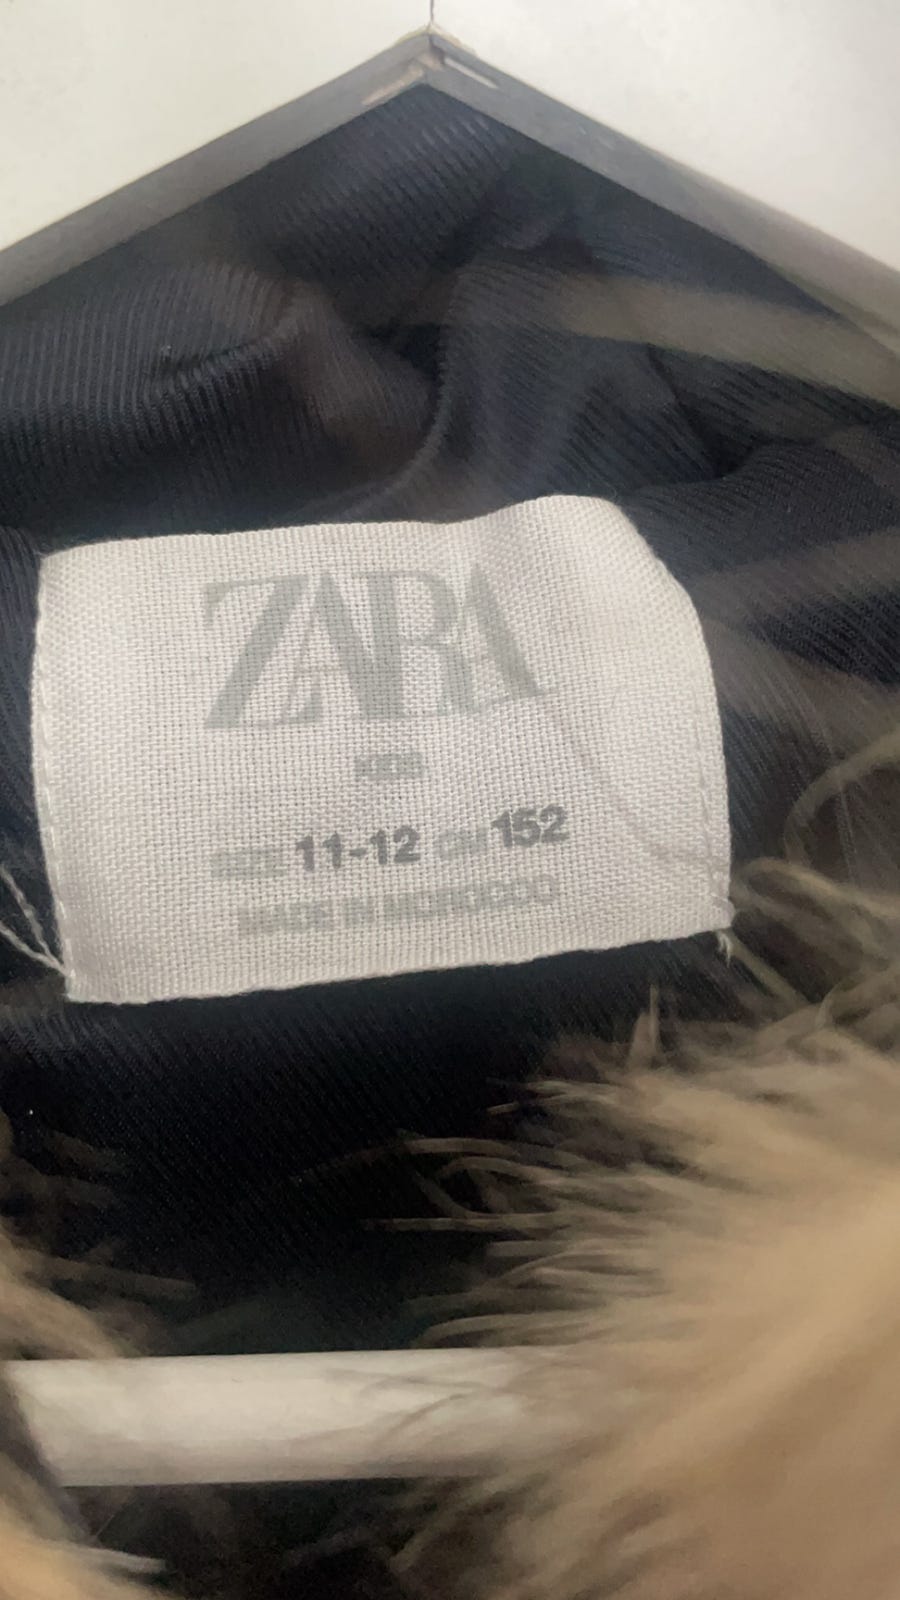 ZARA
KIDS
SIZE 11-12 CM 152
MADE IN MOROCCO